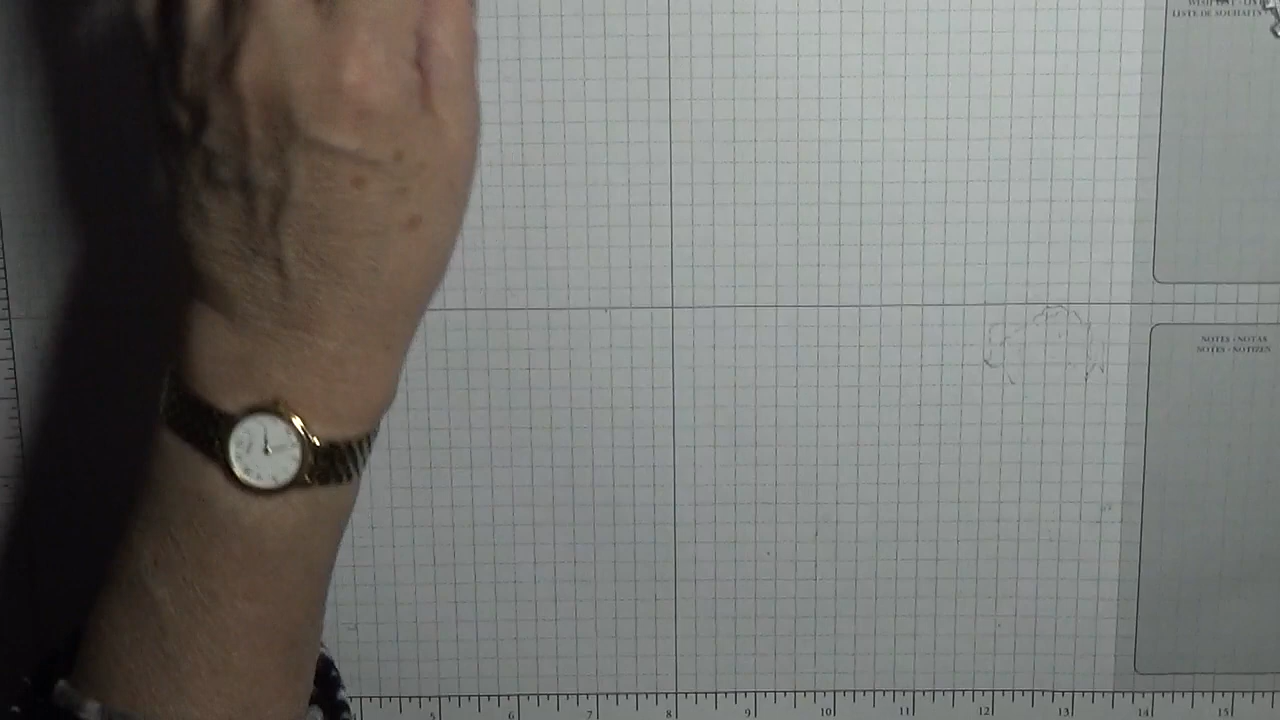 LISTE DE SOUHAITS
NOTES · NOTAS
NOTES · NOTIZEN
5 6 7 8 9 10 11 12 13 14 15